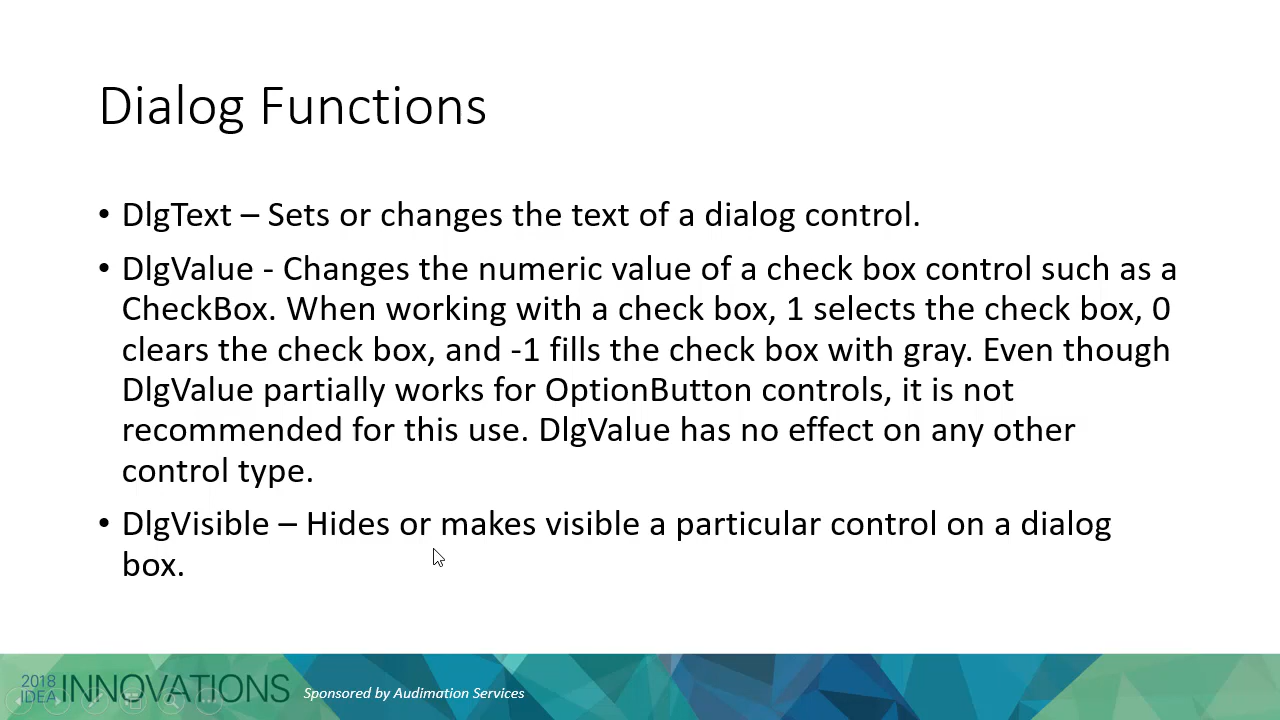 Dialog Functions
• DlgText – Sets or changes the text of a dialog control.
• DlgValue - Changes the numeric value of a check box control such as a
CheckBox. When working with a check box, 1 selects the check box, 0
clears the check box, and -1 fills the check box with gray. Even though
DlgValue partially works for OptionButton controls, it is not
recommended for this use. DlgValue has no effect on any other
control type.
• DlgVisible – Hides or makes visible a particular control on a dialog
box.
2018
IDEA INNOVATIONS Sponsored by Audimation Services